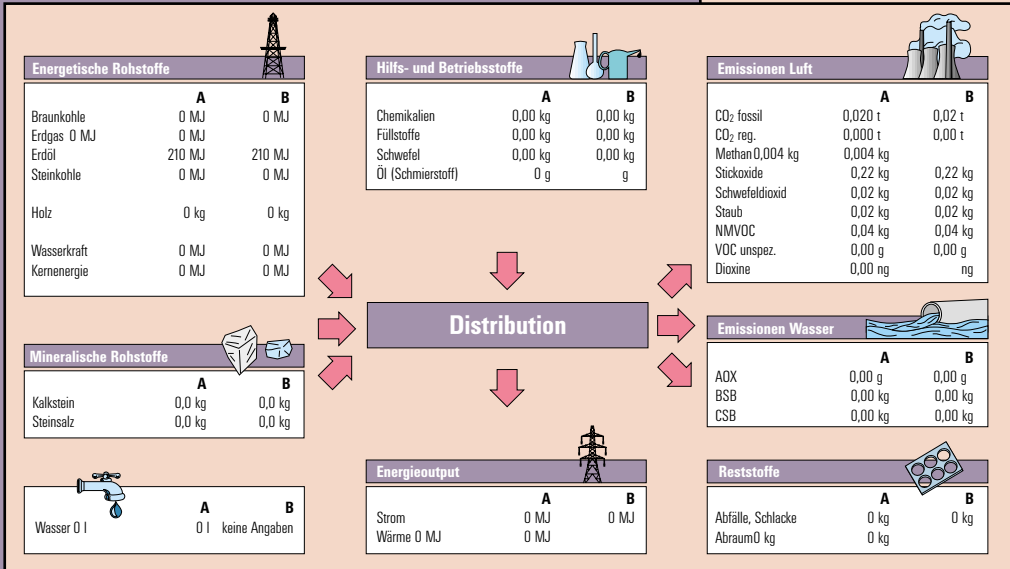 Energetische Rohstoffe
A B
Braunkohle 0 MJ 0 MJ
Erdgas 0 MJ 0 MJ
Erdöl 210 MJ 210 MJ
Steinkohle 0 MJ 0 MJ
Holz 0 kg 0 kg
Wasserkraft 0 MJ 0 MJ
Kernenergie 0 MJ 0 MJ
Hilfs- und Betriebsstoffe
A B
Chemikalien 0,00 kg 0,00 kg
Füllstoffe 0,00 kg 0,00 kg
Schwefel 0,00 kg 0,00 kg
Öl (Schmierstoff) 0 g g
Emissionen Luft
A B
CO₂ fossil 0,020 t 0,02 t
CO₂ reg. 0,000 t 0,00 t
Methan 0,004 kg 0,004 kg
Stickoxide 0,22 kg 0,22 kg
Schwefeldioxid 0,02 kg 0,02 kg
Staub 0,02 kg 0,02 kg
NMVOC 0,04 kg 0,04 kg
VOC unspez. 0,00 g 0,00 g
Dioxine 0,00 ng ng
Distribution
Mineralische Rohstoffe
A B
Kalkstein 0,0 kg 0,0 kg
Steinsalz 0,0 kg 0,0 kg
Emissionen Wasser
A B
AOX 0,00 g 0,00 g
BSB 0,00 kg 0,00 kg
CSB 0,00 kg 0,00 kg
A B
Wasser 0 l 0 l keine Angaben
Energieoutput
A B
Strom 0 MJ 0 MJ
Wärme 0 MJ 0 MJ
Reststoffe
A B
Abfälle, Schlacke 0 kg 0 kg
Abraum0 kg 0 kg